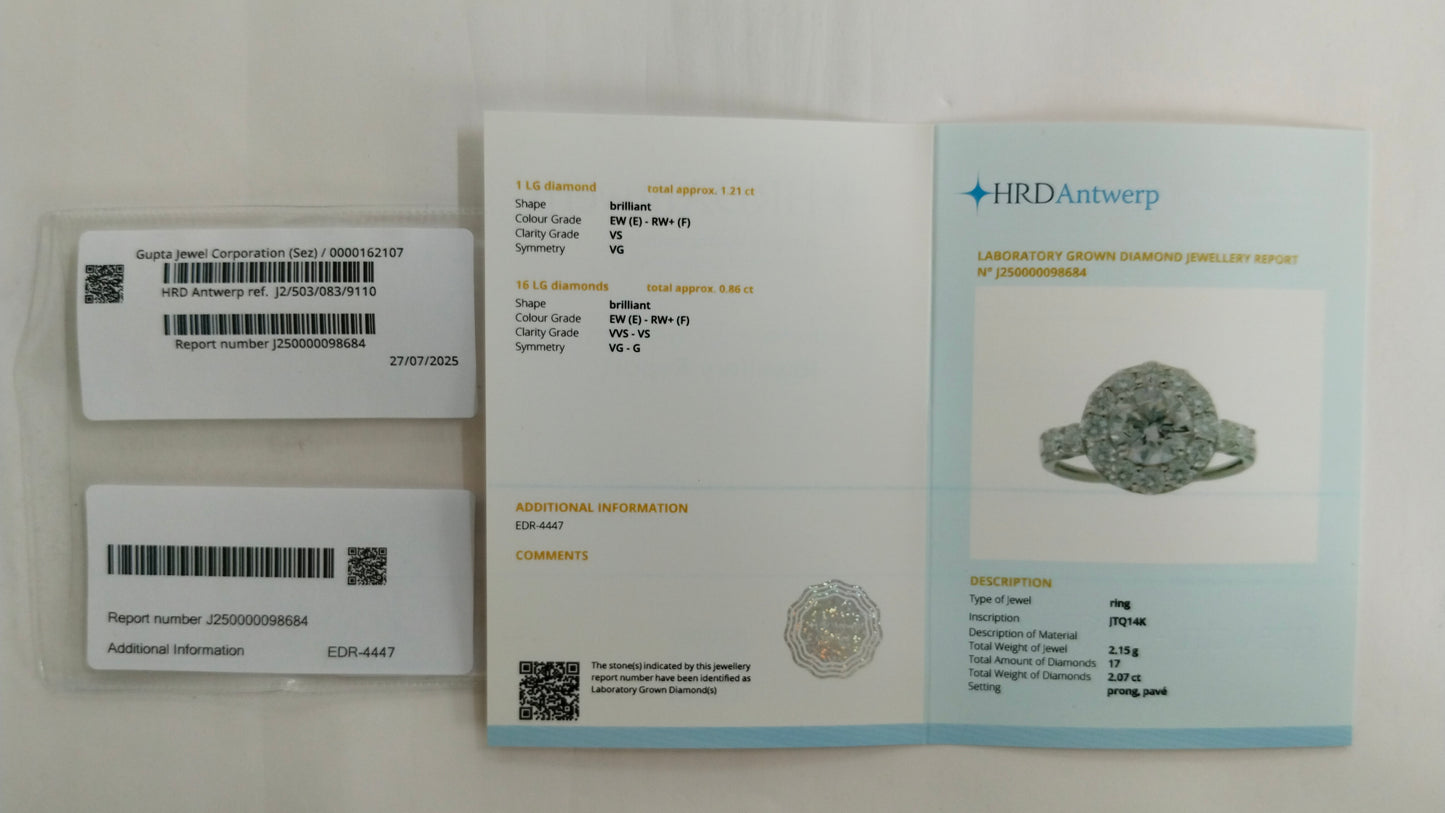 Gupta Jewel Corporation (Sez) / 0000162107
HRD Antwerp ref. J2/503/083/9110
Report number J250000098684
27/07/2025
Report number J250000098684
Additional Information EDR-4447
1 LG diamond total approx. 1.21 ct
Shape brilliant
Colour Grade EW (E) - RW+ (F)
Clarity Grade VS
Symmetry VG
16 LG diamonds total approx. 0.86 ct
Shape brilliant
Colour Grade EW (E) - RW+ (F)
Clarity Grade VVS - VS
Symmetry VG - G
ADDITIONAL INFORMATION
EDR-4447
COMMENTS
The stone(s) indicated by this jewellery
report number have been identified as
Laboratory Grown Diamond(s)
HRD Antwerp
LABORATORY GROWN DIAMOND JEWELLERY REPORT
N° J250000098684
DESCRIPTION
Type of Jewel ring
Inscription JTQ14K
Description of Material
Total Weight of Jewel 2.15 g
Total Amount of Diamonds 17
Total Weight of Diamonds 2.07 ct
Setting prong, pavé